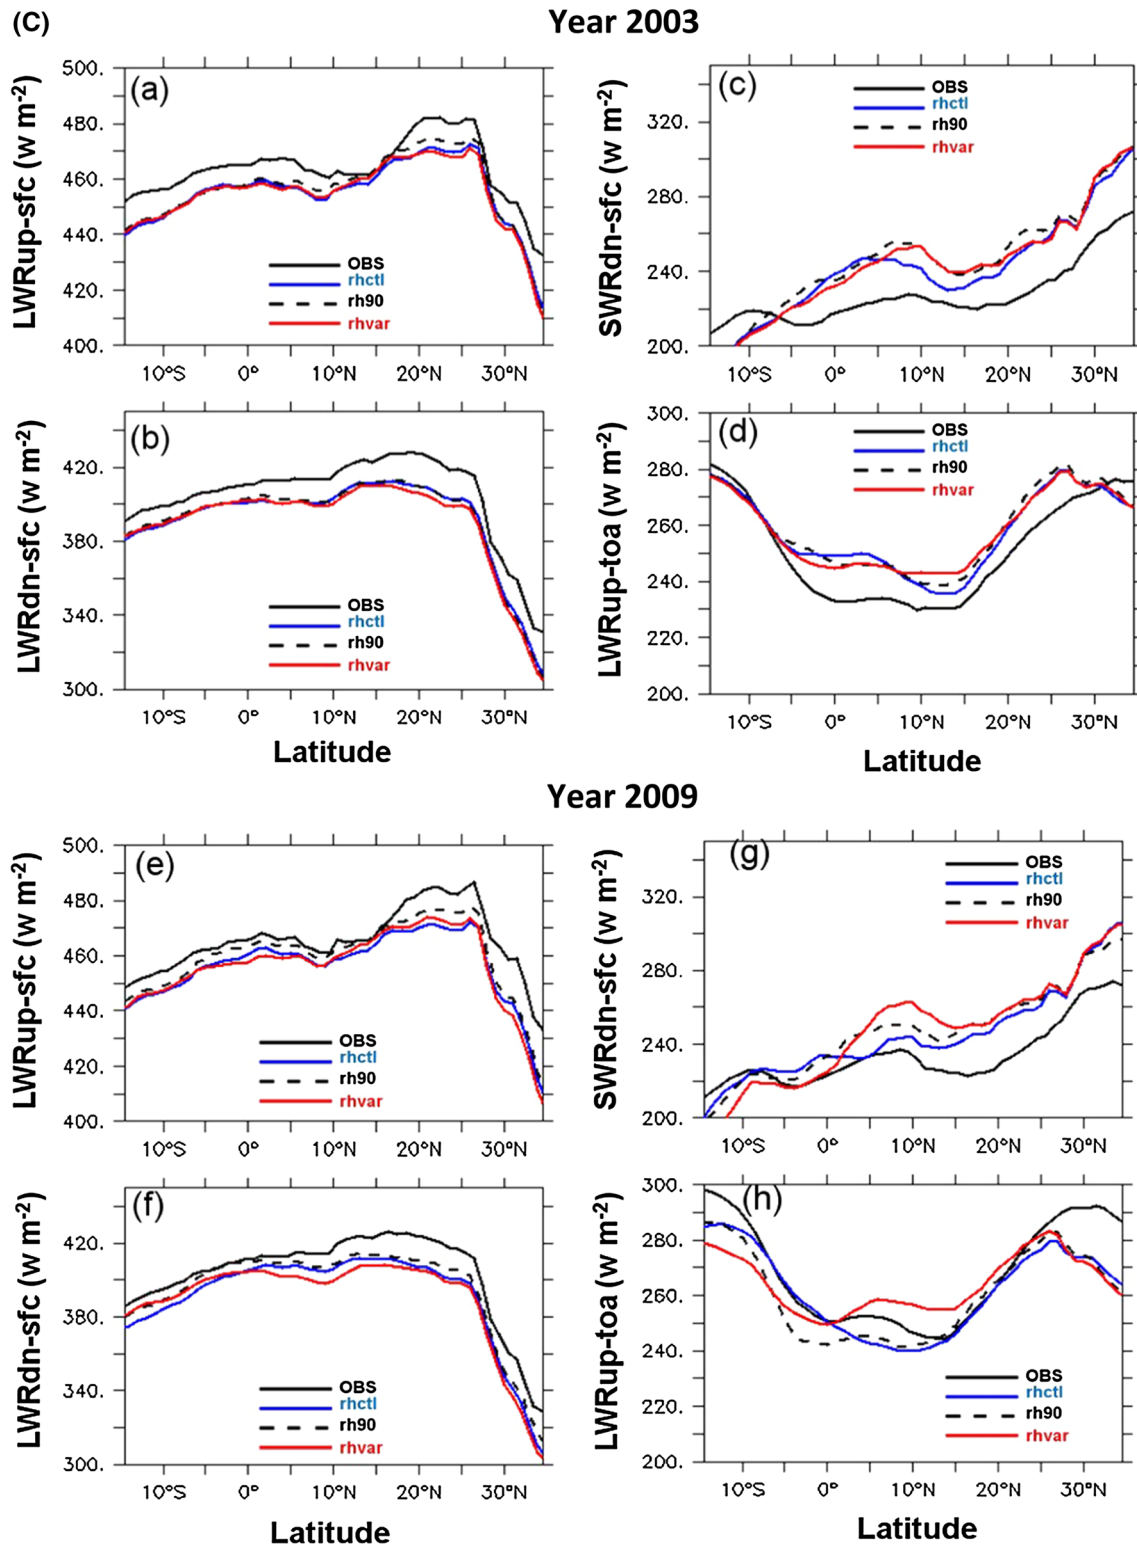 (C)
Year 2003
(a)
LWRup-sfc (w m-2)
500.
480.
460.
440.
420.
400.
OBS
rhctl
rh90
rhvar
10°S 0° 10°N 20°N 30°N
(c)
SWRdn-sfc (w m-2)
320.
280.
240.
200.
OBS
rhctl
rh90
rhvar
10°S 0° 10°N 20°N 30°N
(b)
LWRdn-sfc (w m-2)
420.
380.
340.
300.
OBS
rhctl
rh90
rhvar
10°S 0° 10°N 20°N 30°N
Latitude
(d)
LWRup-toa (w m-2)
300.
280.
260.
240.
220.
200.
OBS
rhctl
rh90
rhvar
10°S 0° 10°N 20°N 30°N
Latitude
Year 2009
(e)
LWRup-sfc (w m-2)
500.
480.
460.
440.
420.
400.
OBS
rhctl
rh90
rhvar
10°S 0° 10°N 20°N 30°N
(g)
SWRdn-sfc (w m-2)
320.
280.
240.
200.
OBS
rhctl
rh90
rhvar
10°S 0° 10°N 20°N 30°N
(f)
LWRdn-sfc (w m-2)
420.
380.
340.
300.
OBS
rhctl
rh90
rhvar
10°S 0° 10°N 20°N 30°N
Latitude
(h)
LWRup-toa (w m-2)
300.
280.
260.
240.
220.
200.
OBS
rhctl
rh90
rhvar
10°S 0° 10°N 20°N 30°N
Latitude